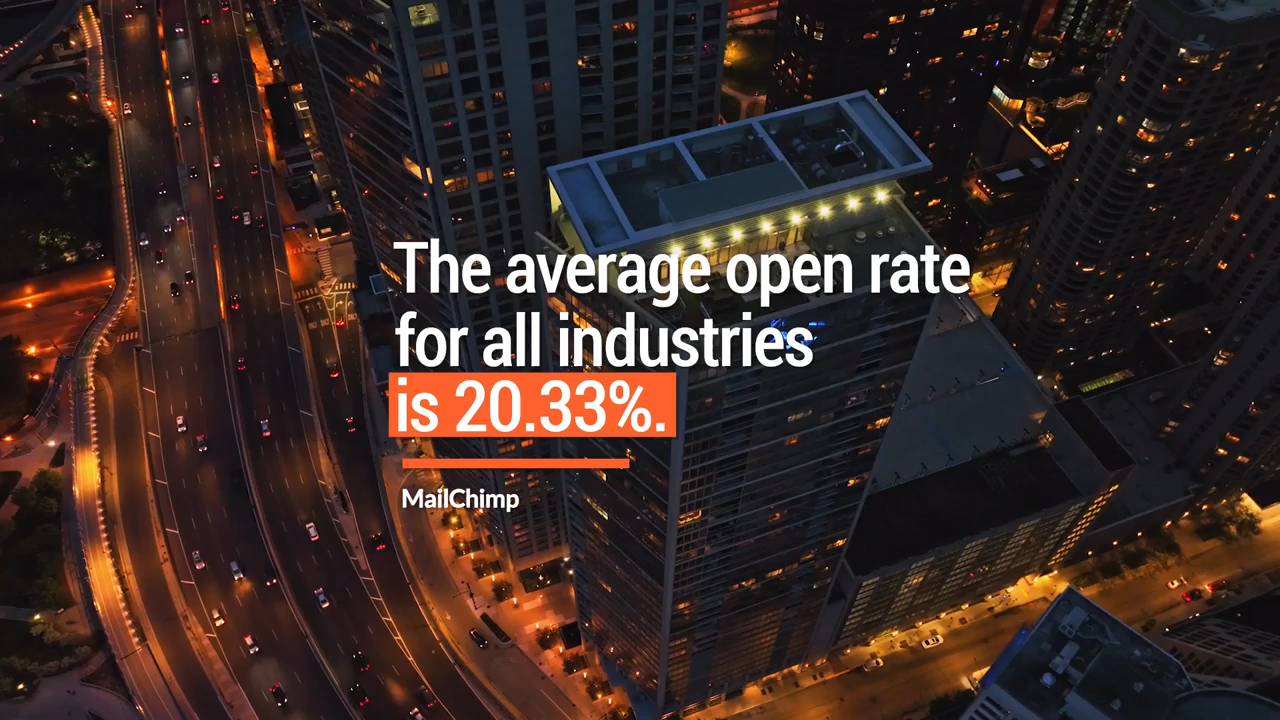 The average open rate
for all industries
is 20.33%.
MailChimp